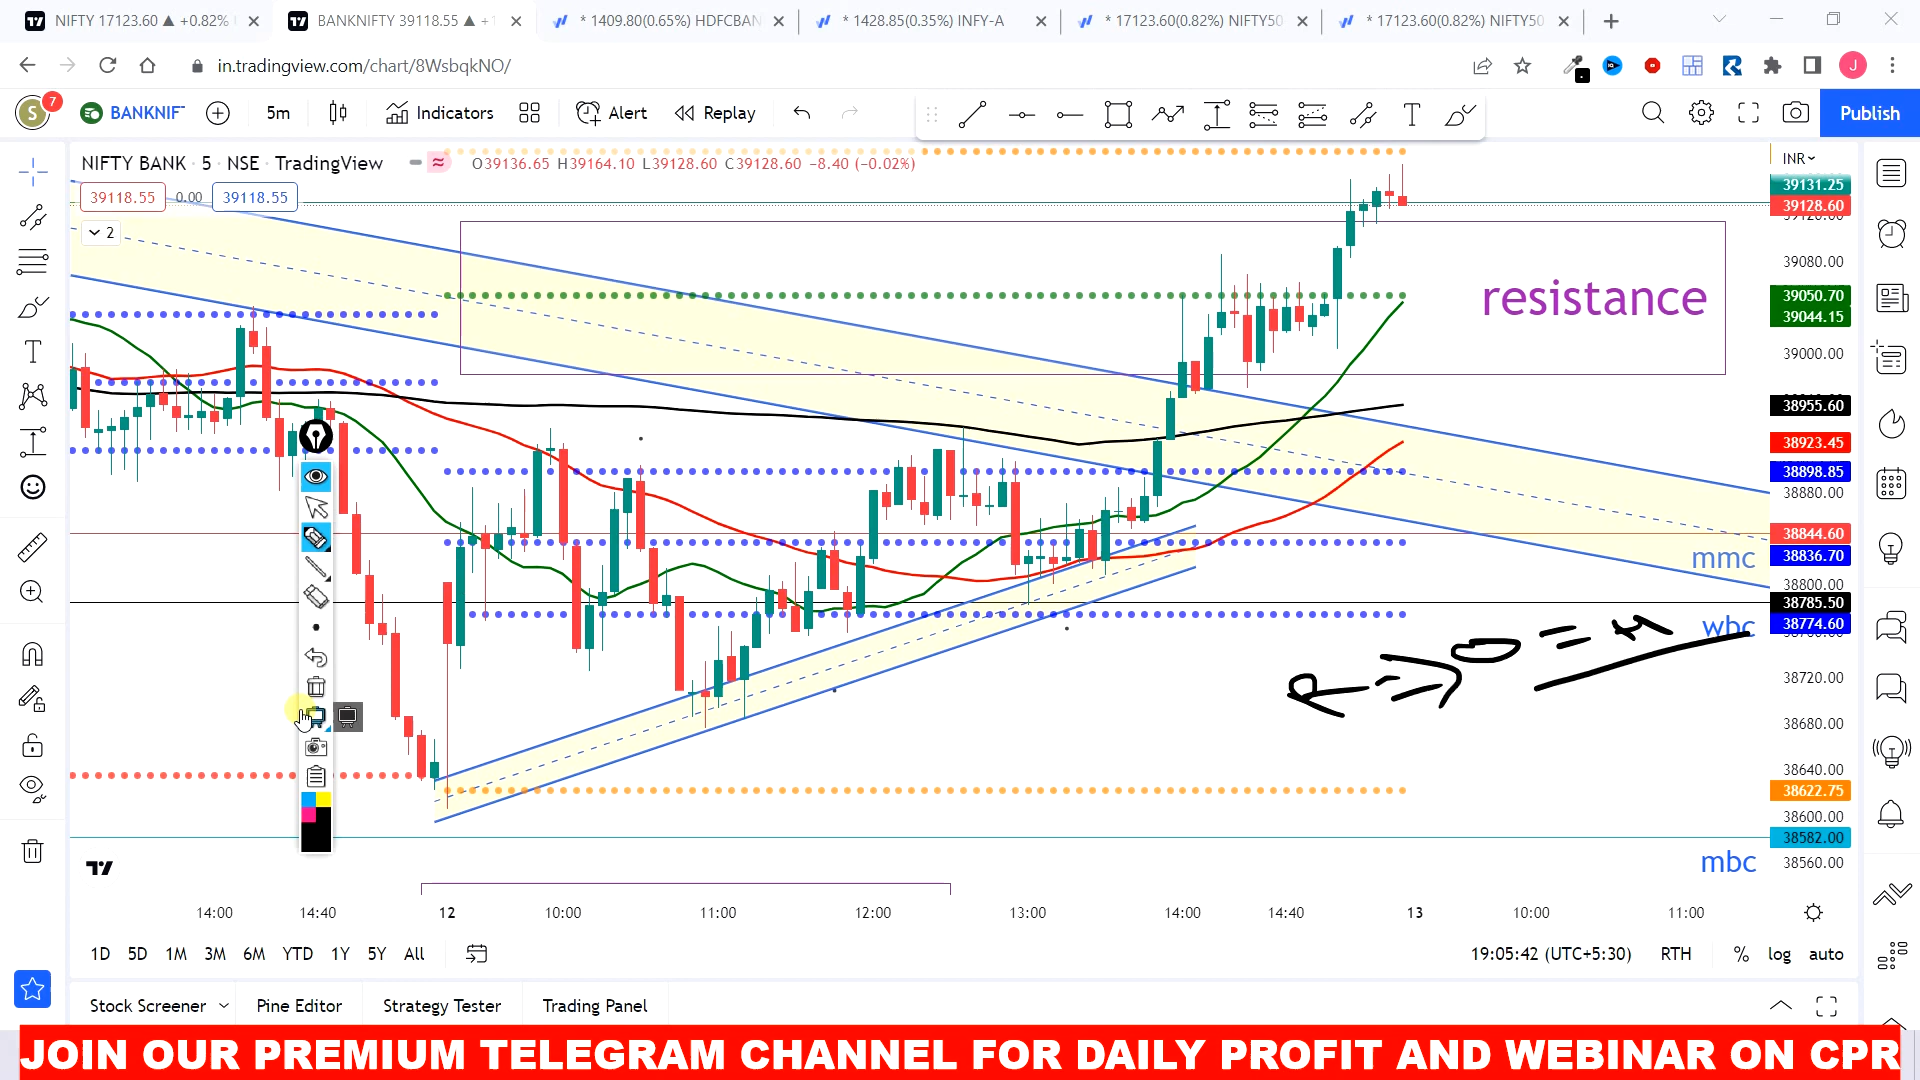 NIFTY 17123.60 ▲ +0.82%
BANKNIFTY 39118.55 ▲ +1
* 1409.80(0.65%) HDFCBAN
* 1428.85(0.35%) INFY-A
* 17123.60(0.82%) NIFTY50
* 17123.60(0.82%) NIFTY50
in.tradingview.com/chart/8WsbqkNO/
J
S 7
BANKNIF
5m
Indicators
Alert
Replay
Publish
NIFTY BANK · 5 · NSE · TradingView
O39136.65 H39164.10 L39128.60 C39128.60 −8.40 (−0.02%)
INR
39118.55 0.00 39118.55
2
resistance
mmc
wbc
mbc
39131.25
39128.60
39120.00
39080.00
39050.70
39044.15
39000.00
38955.60
38923.45
38898.85
38880.00
38844.60
38836.70
38800.00
38785.50
38774.60
38720.00
38680.00
38640.00
38622.75
38600.00
38582.00
38560.00
14:00 14:40 12 10:00 11:00 12:00 13:00 14:00 14:40 13 10:00 11:00
1D 5D 1M 3M 6M YTD 1Y 5Y All
19:05:42 (UTC+5:30) RTH % log auto
Stock Screener Pine Editor Strategy Tester Trading Panel
JOIN OUR PREMIUM TELEGRAM CHANNEL FOR DAILY PROFIT AND WEBINAR ON CPR